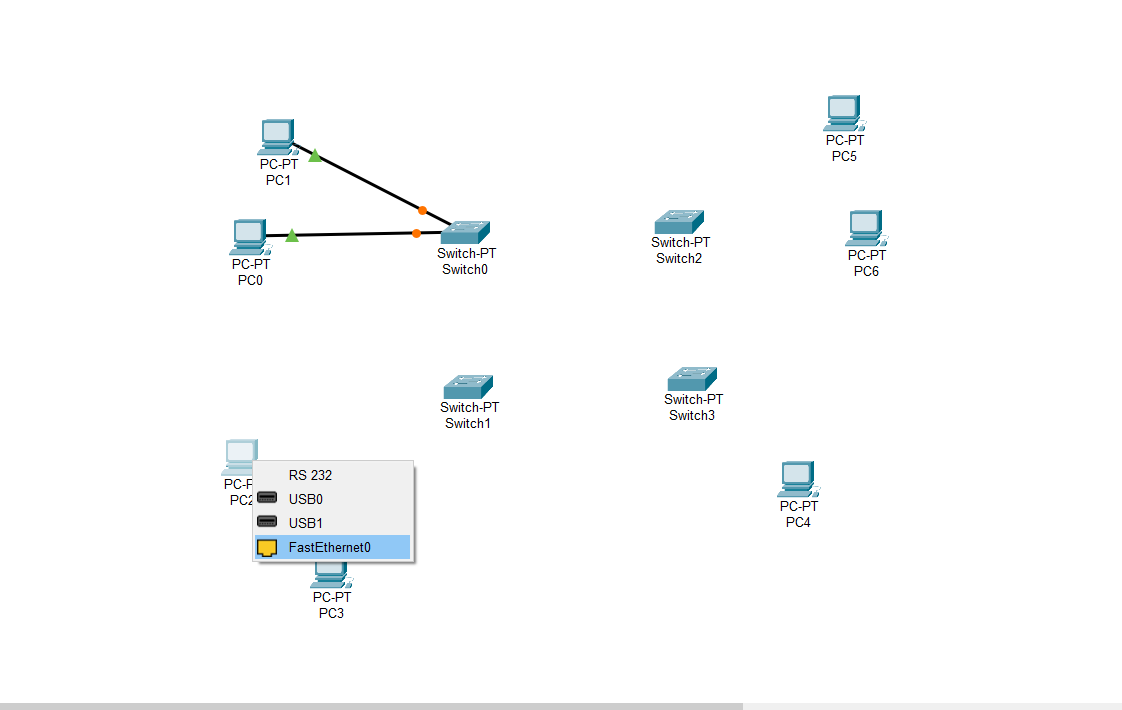 PC-PT
PC5
PC-PT
PC1
Switch-PT
Switch2
PC-PT
PC6
Switch-PT
Switch0
PC-PT
PC0
Switch-PT
Switch3
Switch-PT
Switch1
PC2
RS 232
USB0
USB1
FastEthernet0
PC-PT
PC4
PC-PT
PC3